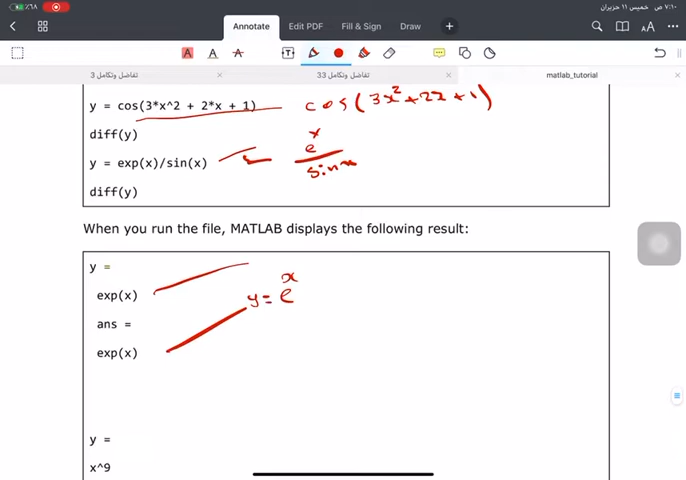 ٧:١٠ ص خميس ١١ حزيران
٪٦٨
Annotate Edit PDF Fill & Sign Draw
تفاضل وتكامل 3
تفاضل وتكامل 33
matlab_tutorial
y = cos(3*x^2 + 2*x + 1) cos(3x² + 2x + 1)
diff(y)
y = exp(x)/sin(x) e^x / sin x
diff(y)
When you run the file, MATLAB displays the following result:
y =
exp(x) y = e^x
ans =
exp(x)
y =
x^9